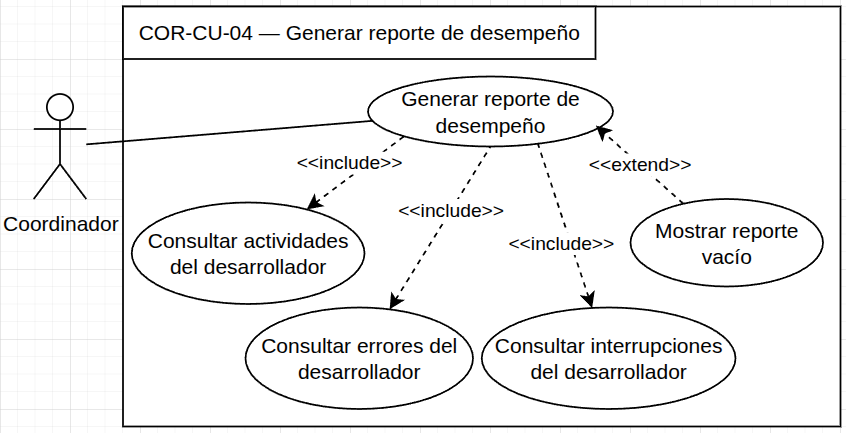 COR-CU-04 — Generar reporte de desempeño
Generar reporte de
desempeño
<<include>>
<<extend>>
<<include>>
<<include>>
Coordinador
Consultar actividades
del desarrollador
Mostrar reporte
vacío
Consultar errores del
desarrollador
Consultar interrupciones
del desarrollador